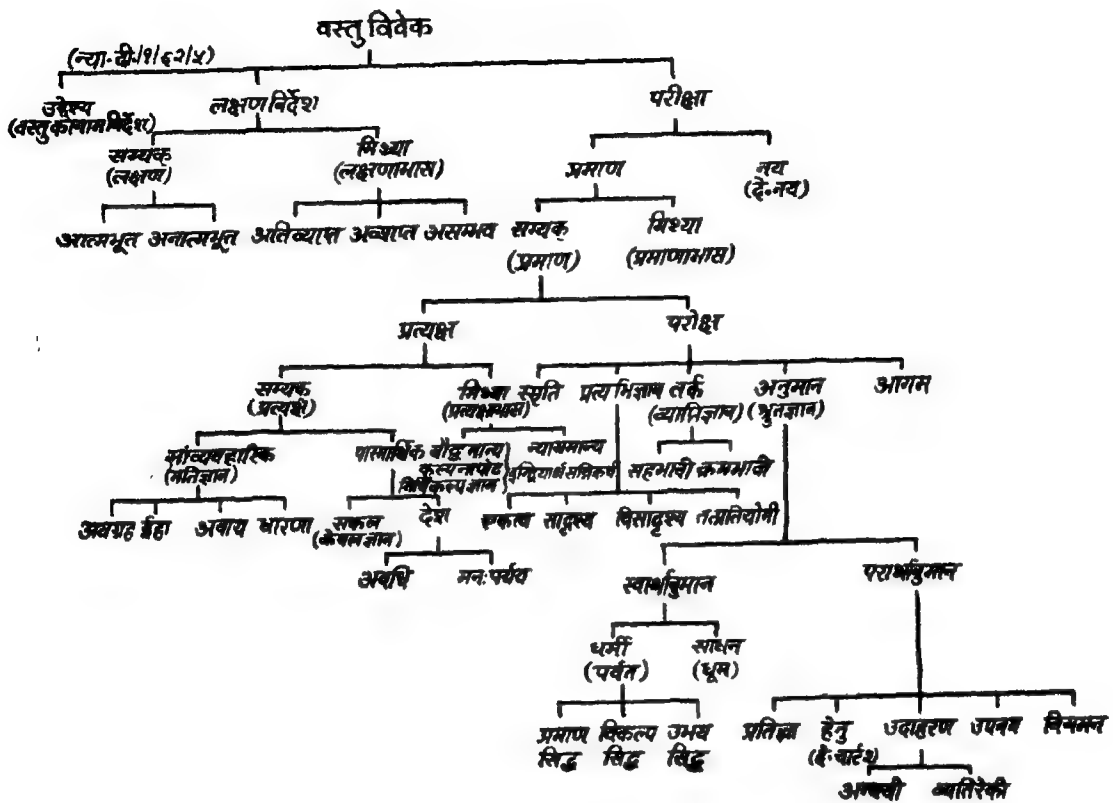 वस्तु विवेक
(न्या॰दी॰/१/६२/५)
उद्देश्य लक्षण निर्देश परीक्षा
(वस्तु का नाम निर्देश)
सम्यक् मिथ्या प्रमाण नय
(लक्षण) (लक्षणाभास) (दे॰नय)
आत्मभूत अनात्मभूत अतिव्याप्त अव्याप्त असम्भव सम्यक् मिथ्या
(प्रमाण) (प्रमाणाभास)
प्रत्यक्ष परोक्ष
सम्यक् मिथ्या स्मृति प्रत्यभिज्ञान तर्क अनुमान आगम
(प्रत्यक्ष) (प्रत्यक्षाभास) (व्याप्तिज्ञान) (श्रुतज्ञान)
सांव्यवहारिक पारमार्थिक बौद्ध मान्य न्यायमान्य
(मतिज्ञान) कल्पनापोढ इन्द्रियार्थ सन्निकर्ष सहभावी क्रमभावी
निर्विकल्प ज्ञान
अवग्रह ईहा अवाय धारणा सकल देश एकत्व सादृश्य विसादृश्य तत्प्रतियोगी
(केवलज्ञान)
अवधि मनःपर्यय स्वार्थानुमान परार्थानुमान
धर्मी साधन
(पर्वत) (धूम)
प्रमाण विकल्प उभय प्रतिज्ञा हेतु उदाहरण उपनय निगमन
सिद्ध सिद्ध सिद्ध
अन्वयी व्यतिरेकी